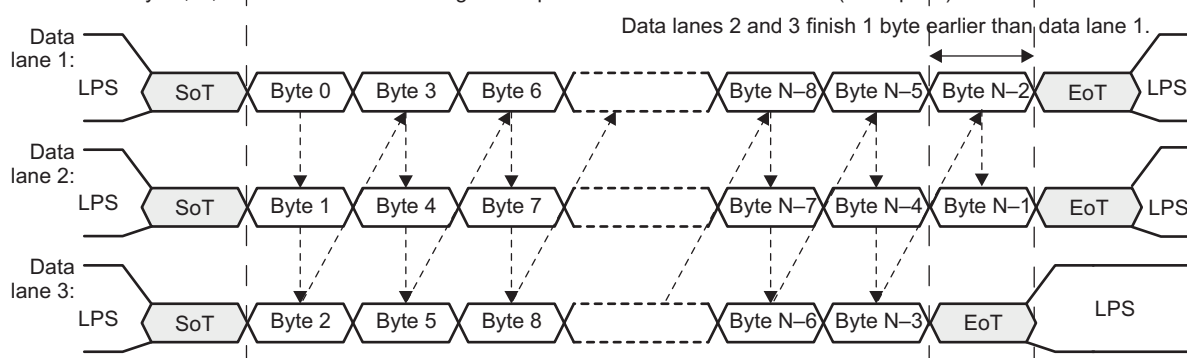 Data lanes 2 and 3 finish 1 byte earlier than data lane 1.
Data
lane 1:
LPS SoT Byte 0 Byte 3 Byte 6 Byte N–8 Byte N–5 Byte N–2 EoT LPS
Data
lane 2:
LPS SoT Byte 1 Byte 4 Byte 7 Byte N–7 Byte N–4 Byte N–1 EoT LPS
Data
lane 3:
LPS SoT Byte 2 Byte 5 Byte 8 Byte N–6 Byte N–3 EoT LPS